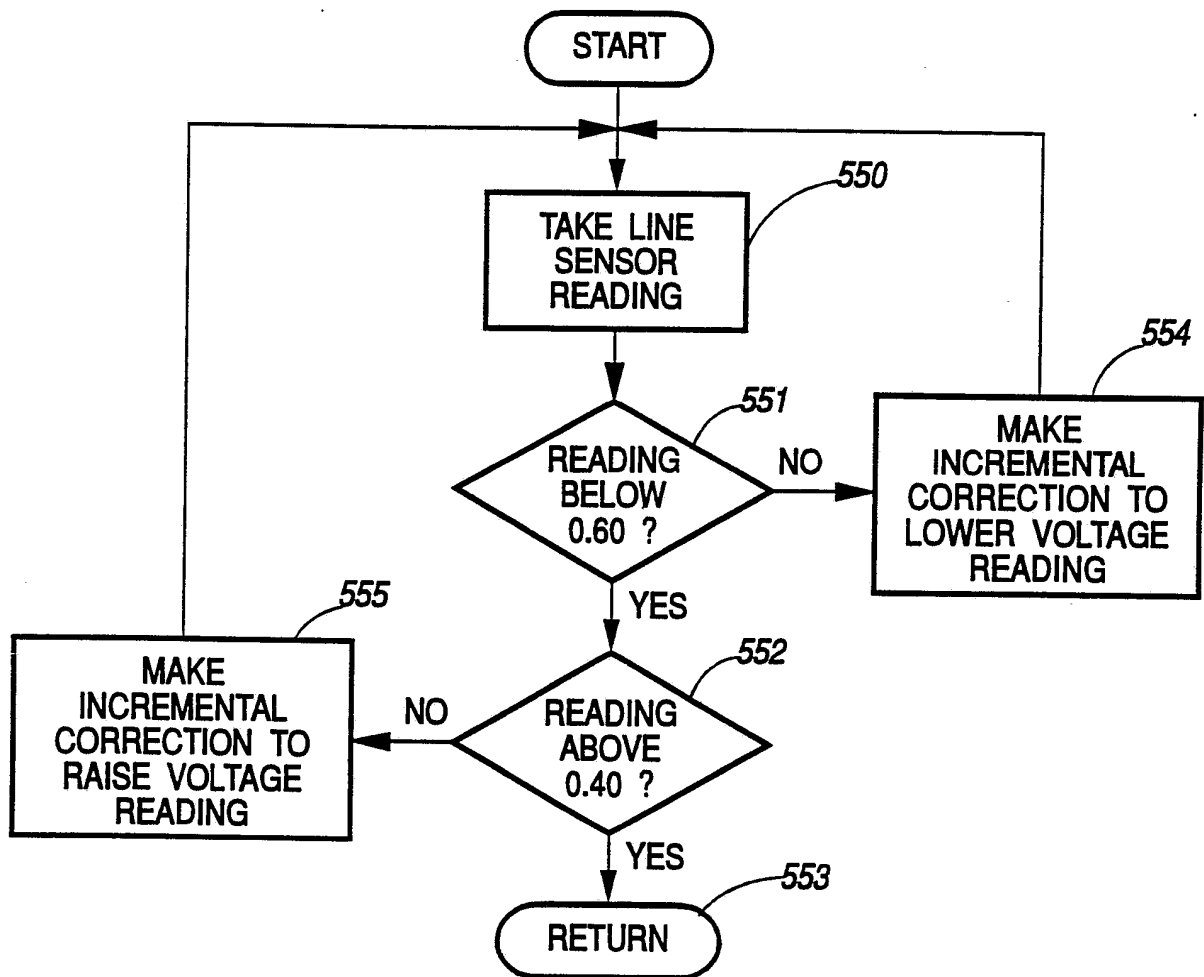 START
550
TAKE LINE
SENSOR
READING
551
READING
BELOW
0.60 ?
NO
554
MAKE
INCREMENTAL
CORRECTION TO
LOWER VOLTAGE
READING
YES
552
READING
ABOVE
0.40 ?
NO
555
MAKE
INCREMENTAL
CORRECTION TO
RAISE VOLTAGE
READING
YES
553
RETURN